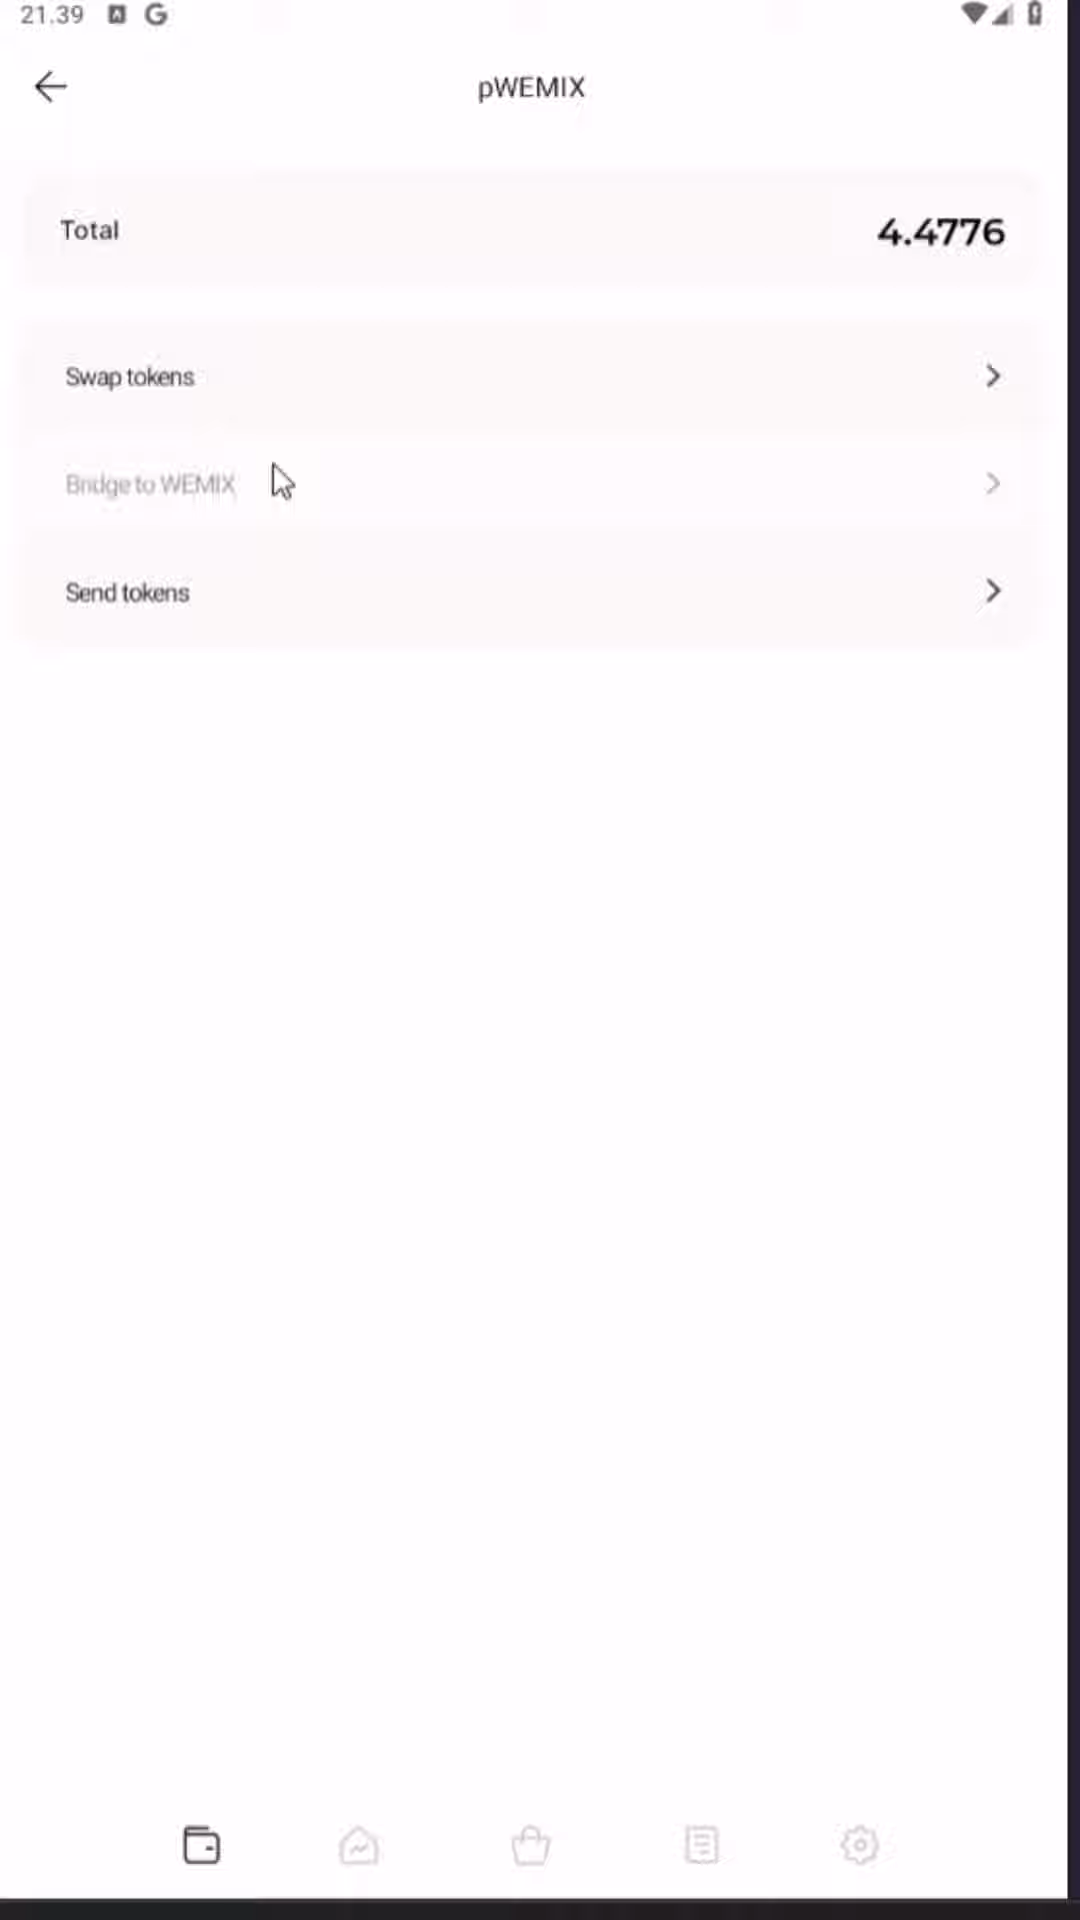 21.39
pWEMIX
Total
4.4776
Swap tokens
Bridge to WEMIX
Send tokens